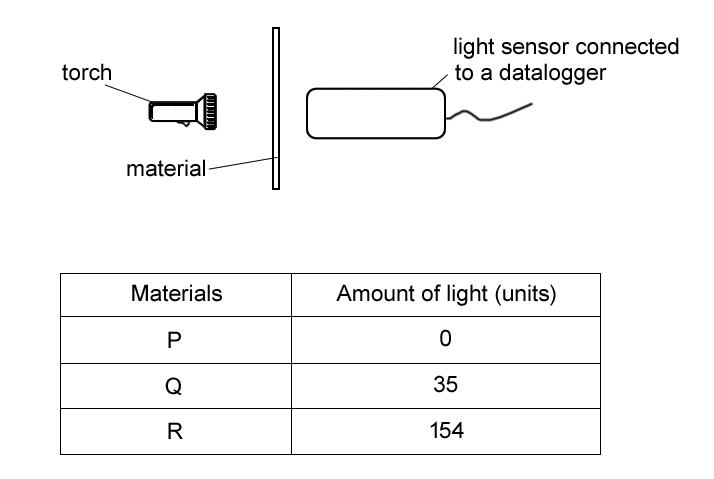 light sensor connected
to a datalogger
torch
material
Materials Amount of light (units)
P 0
Q 35
R 154